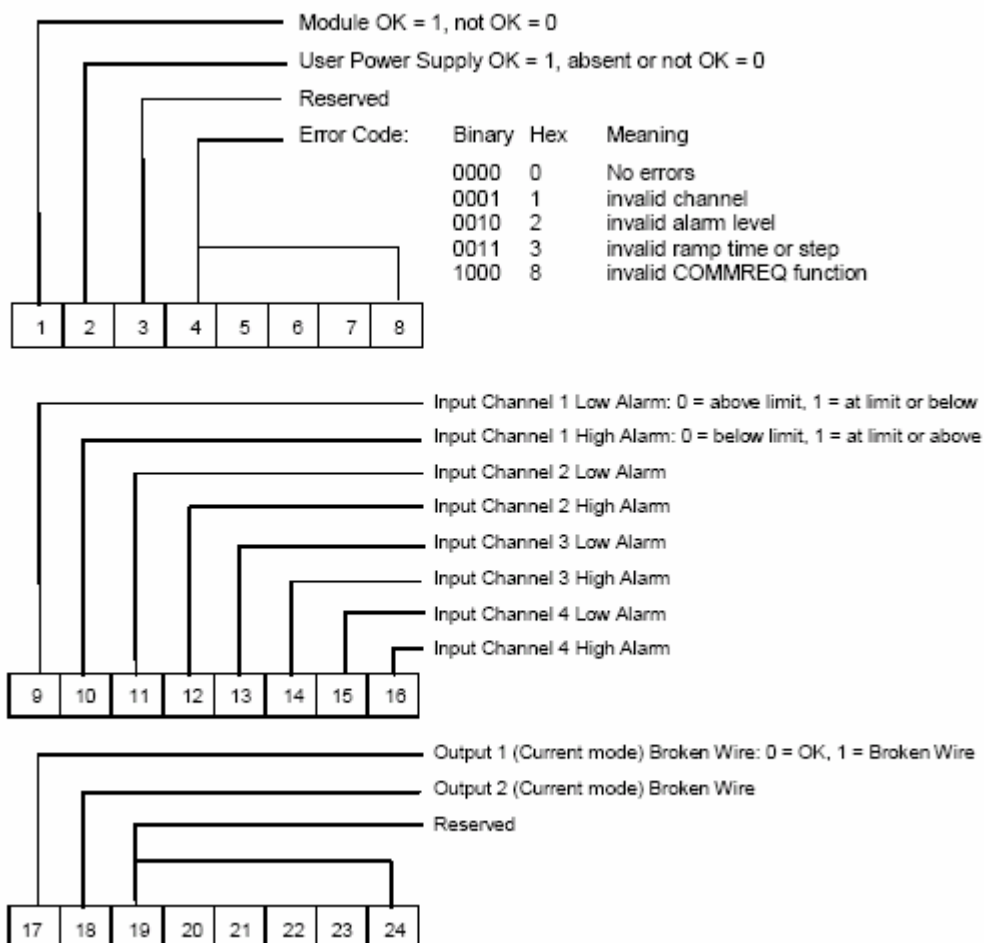 Module OK = 1, not OK = 0
User Power Supply OK = 1, absent or not OK = 0
Reserved
Error Code: Binary Hex Meaning
0000 0 No errors
0001 1 invalid channel
0010 2 invalid alarm level
0011 3 invalid ramp time or step
1000 8 invalid COMMREQ function
1 2 3 4 5 6 7 8
Input Channel 1 Low Alarm: 0 = above limit, 1 = at limit or below
Input Channel 1 High Alarm: 0 = below limit, 1 = at limit or above
Input Channel 2 Low Alarm
Input Channel 2 High Alarm
Input Channel 3 Low Alarm
Input Channel 3 High Alarm
Input Channel 4 Low Alarm
Input Channel 4 High Alarm
9 10 11 12 13 14 15 16
Output 1 (Current mode) Broken Wire: 0 = OK, 1 = Broken Wire
Output 2 (Current mode) Broken Wire
Reserved
17 18 19 20 21 22 23 24